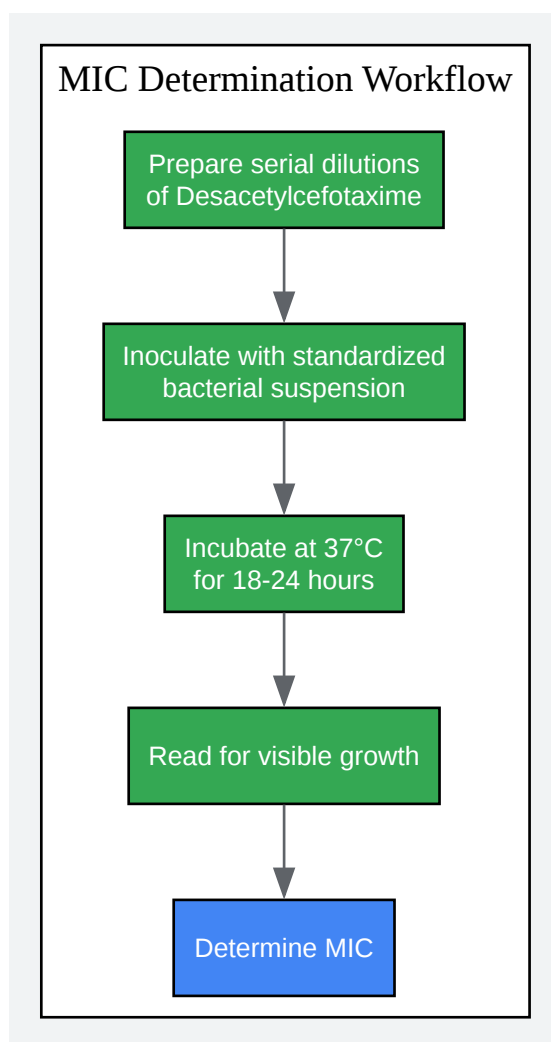 MIC Determination Workflow
Prepare serial dilutions
of Desacetylcefotaxime
Inoculate with standardized
bacterial suspension
Incubate at 37°C
for 18-24 hours
Read for visible growth
Determine MIC